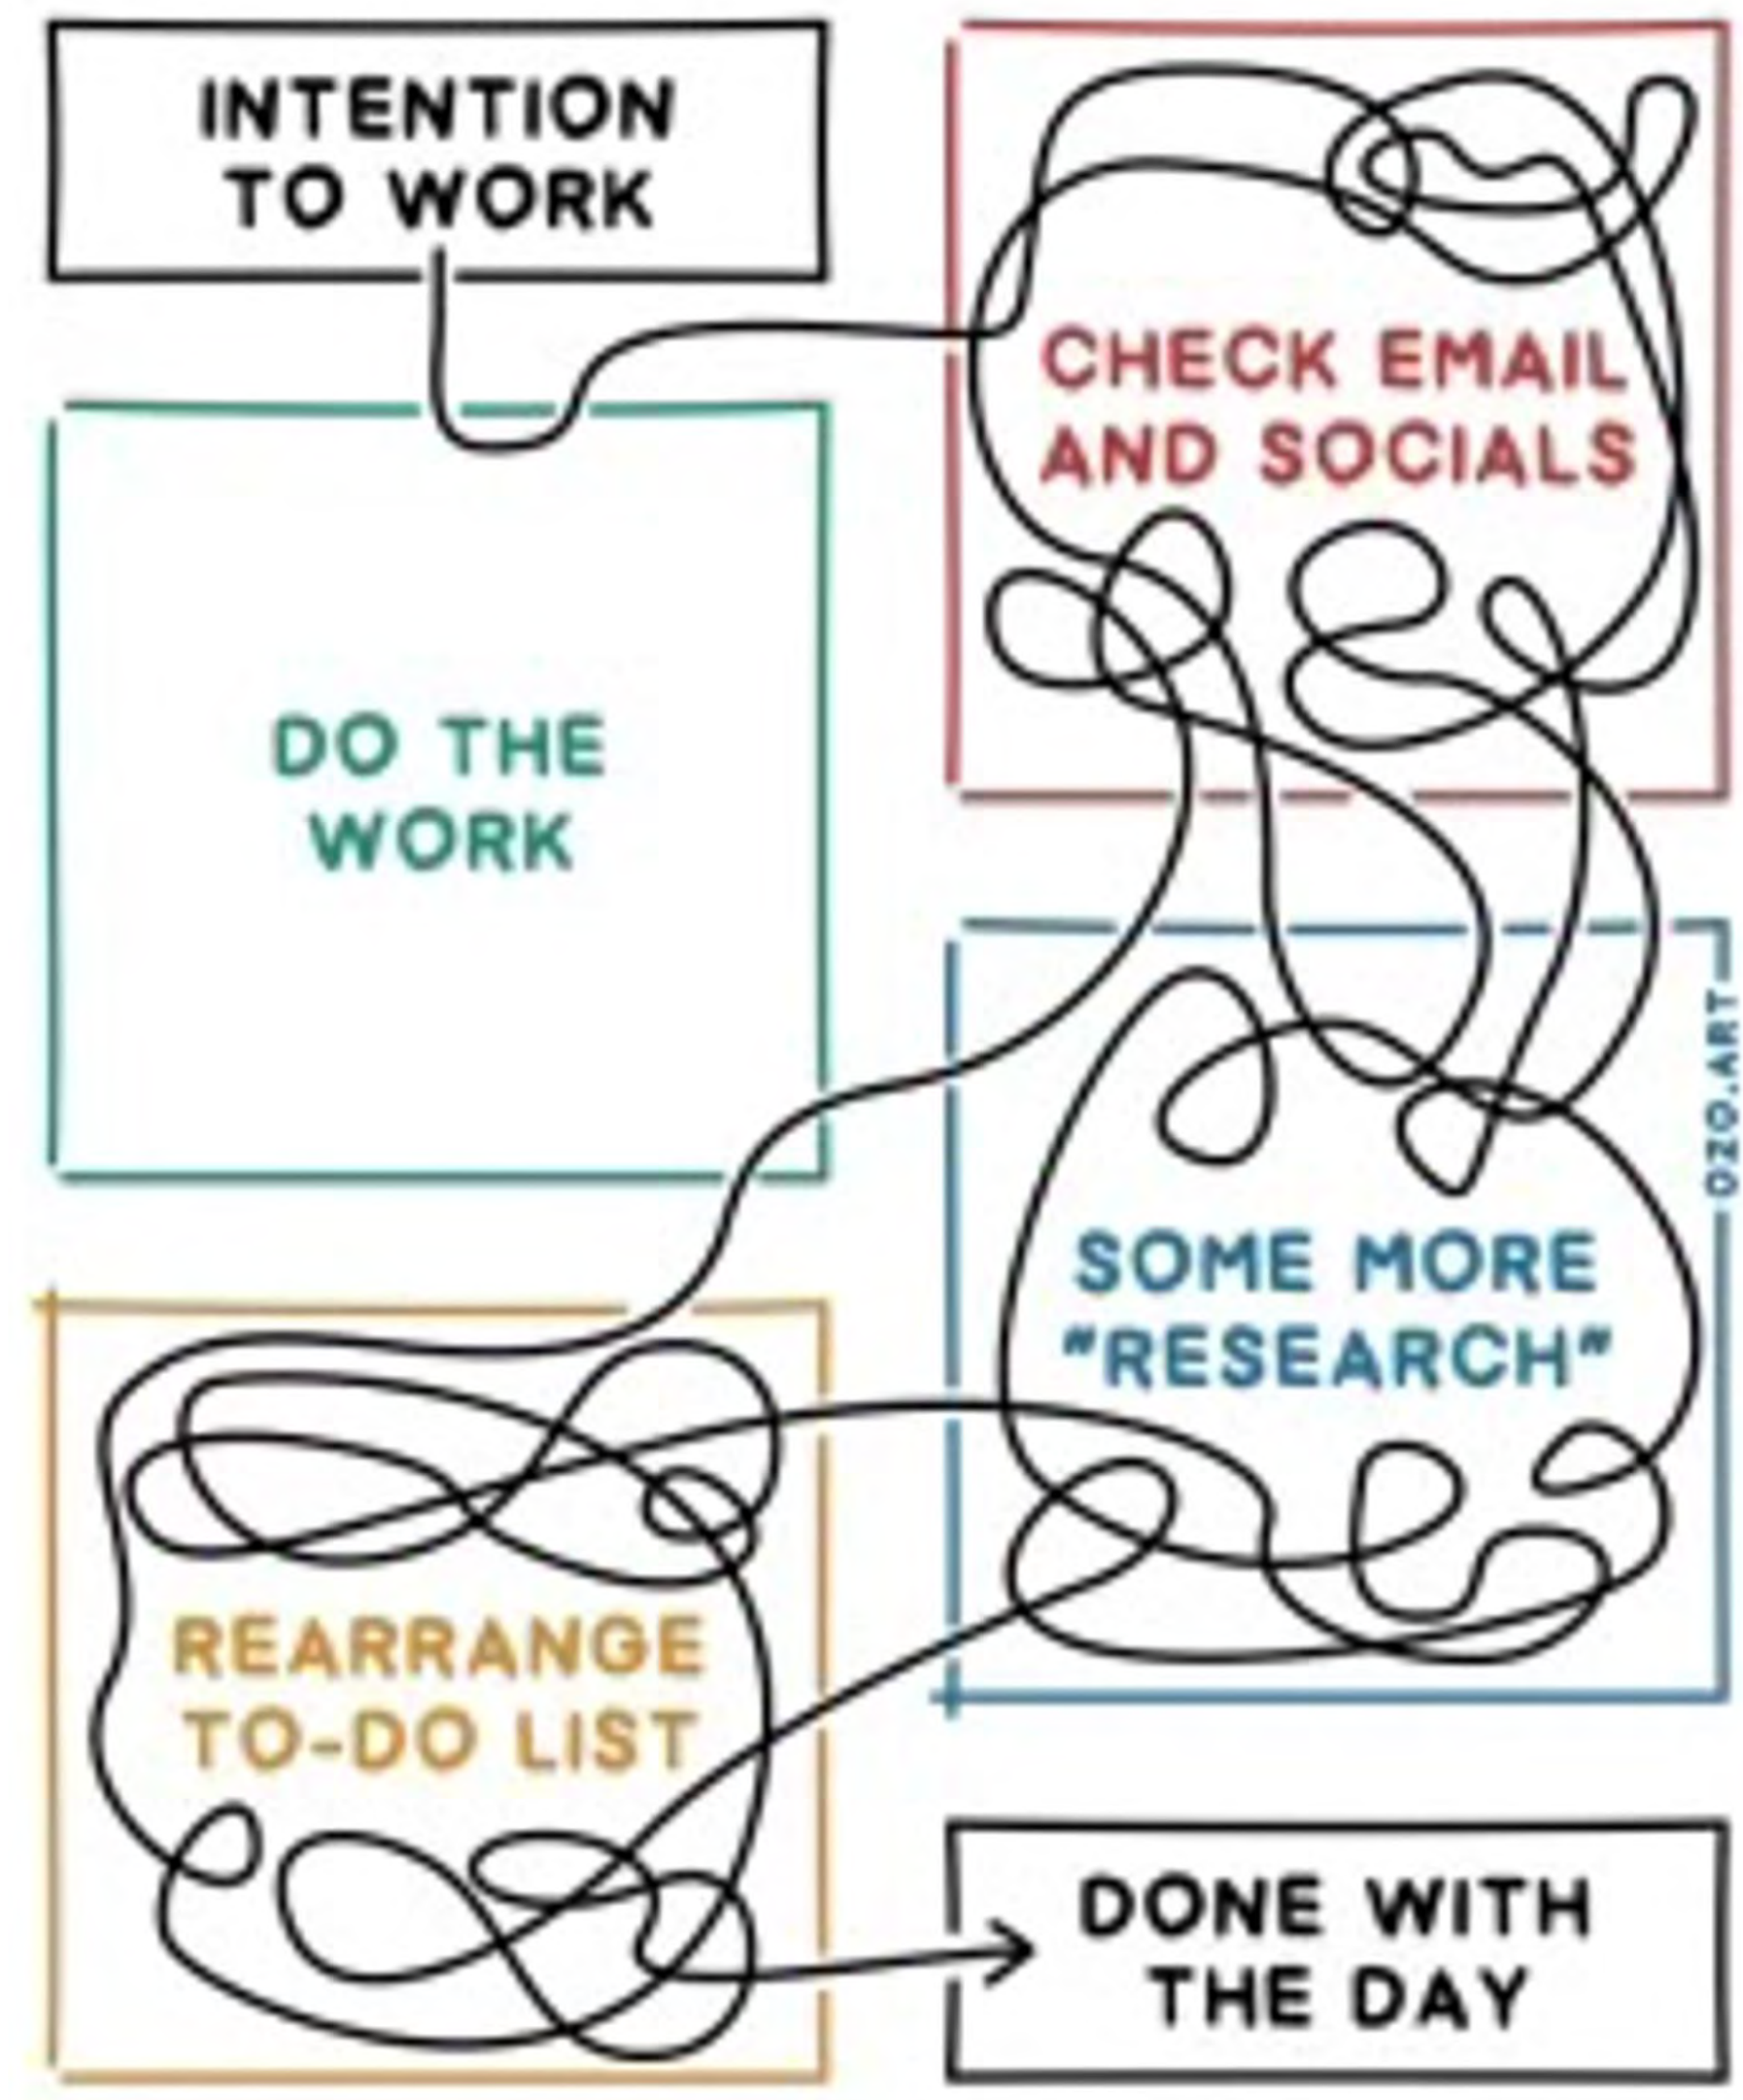 INTENTION
TO WORK
CHECK EMAIL
AND SOCIALS
DO THE
WORK
OZO.ART
SOME MORE
"RESEARCH"
REARRANGE
TO-DO LIST
DONE WITH
THE DAY